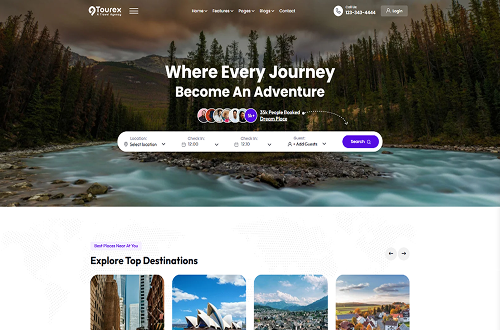 Tourex
A Travel Agency
Home
Features
Pages
Blogs
Contact
Call Us:
123-343-4444
Login
Where Every Journey
Become An Adventure
5k+
35k People Booked
Dream Place
Location:
Select location
Check In:
12.00
Check In:
12.10
Guest:
+ Add Guests
Search
Best Places Near At You
Explore Top Destinations